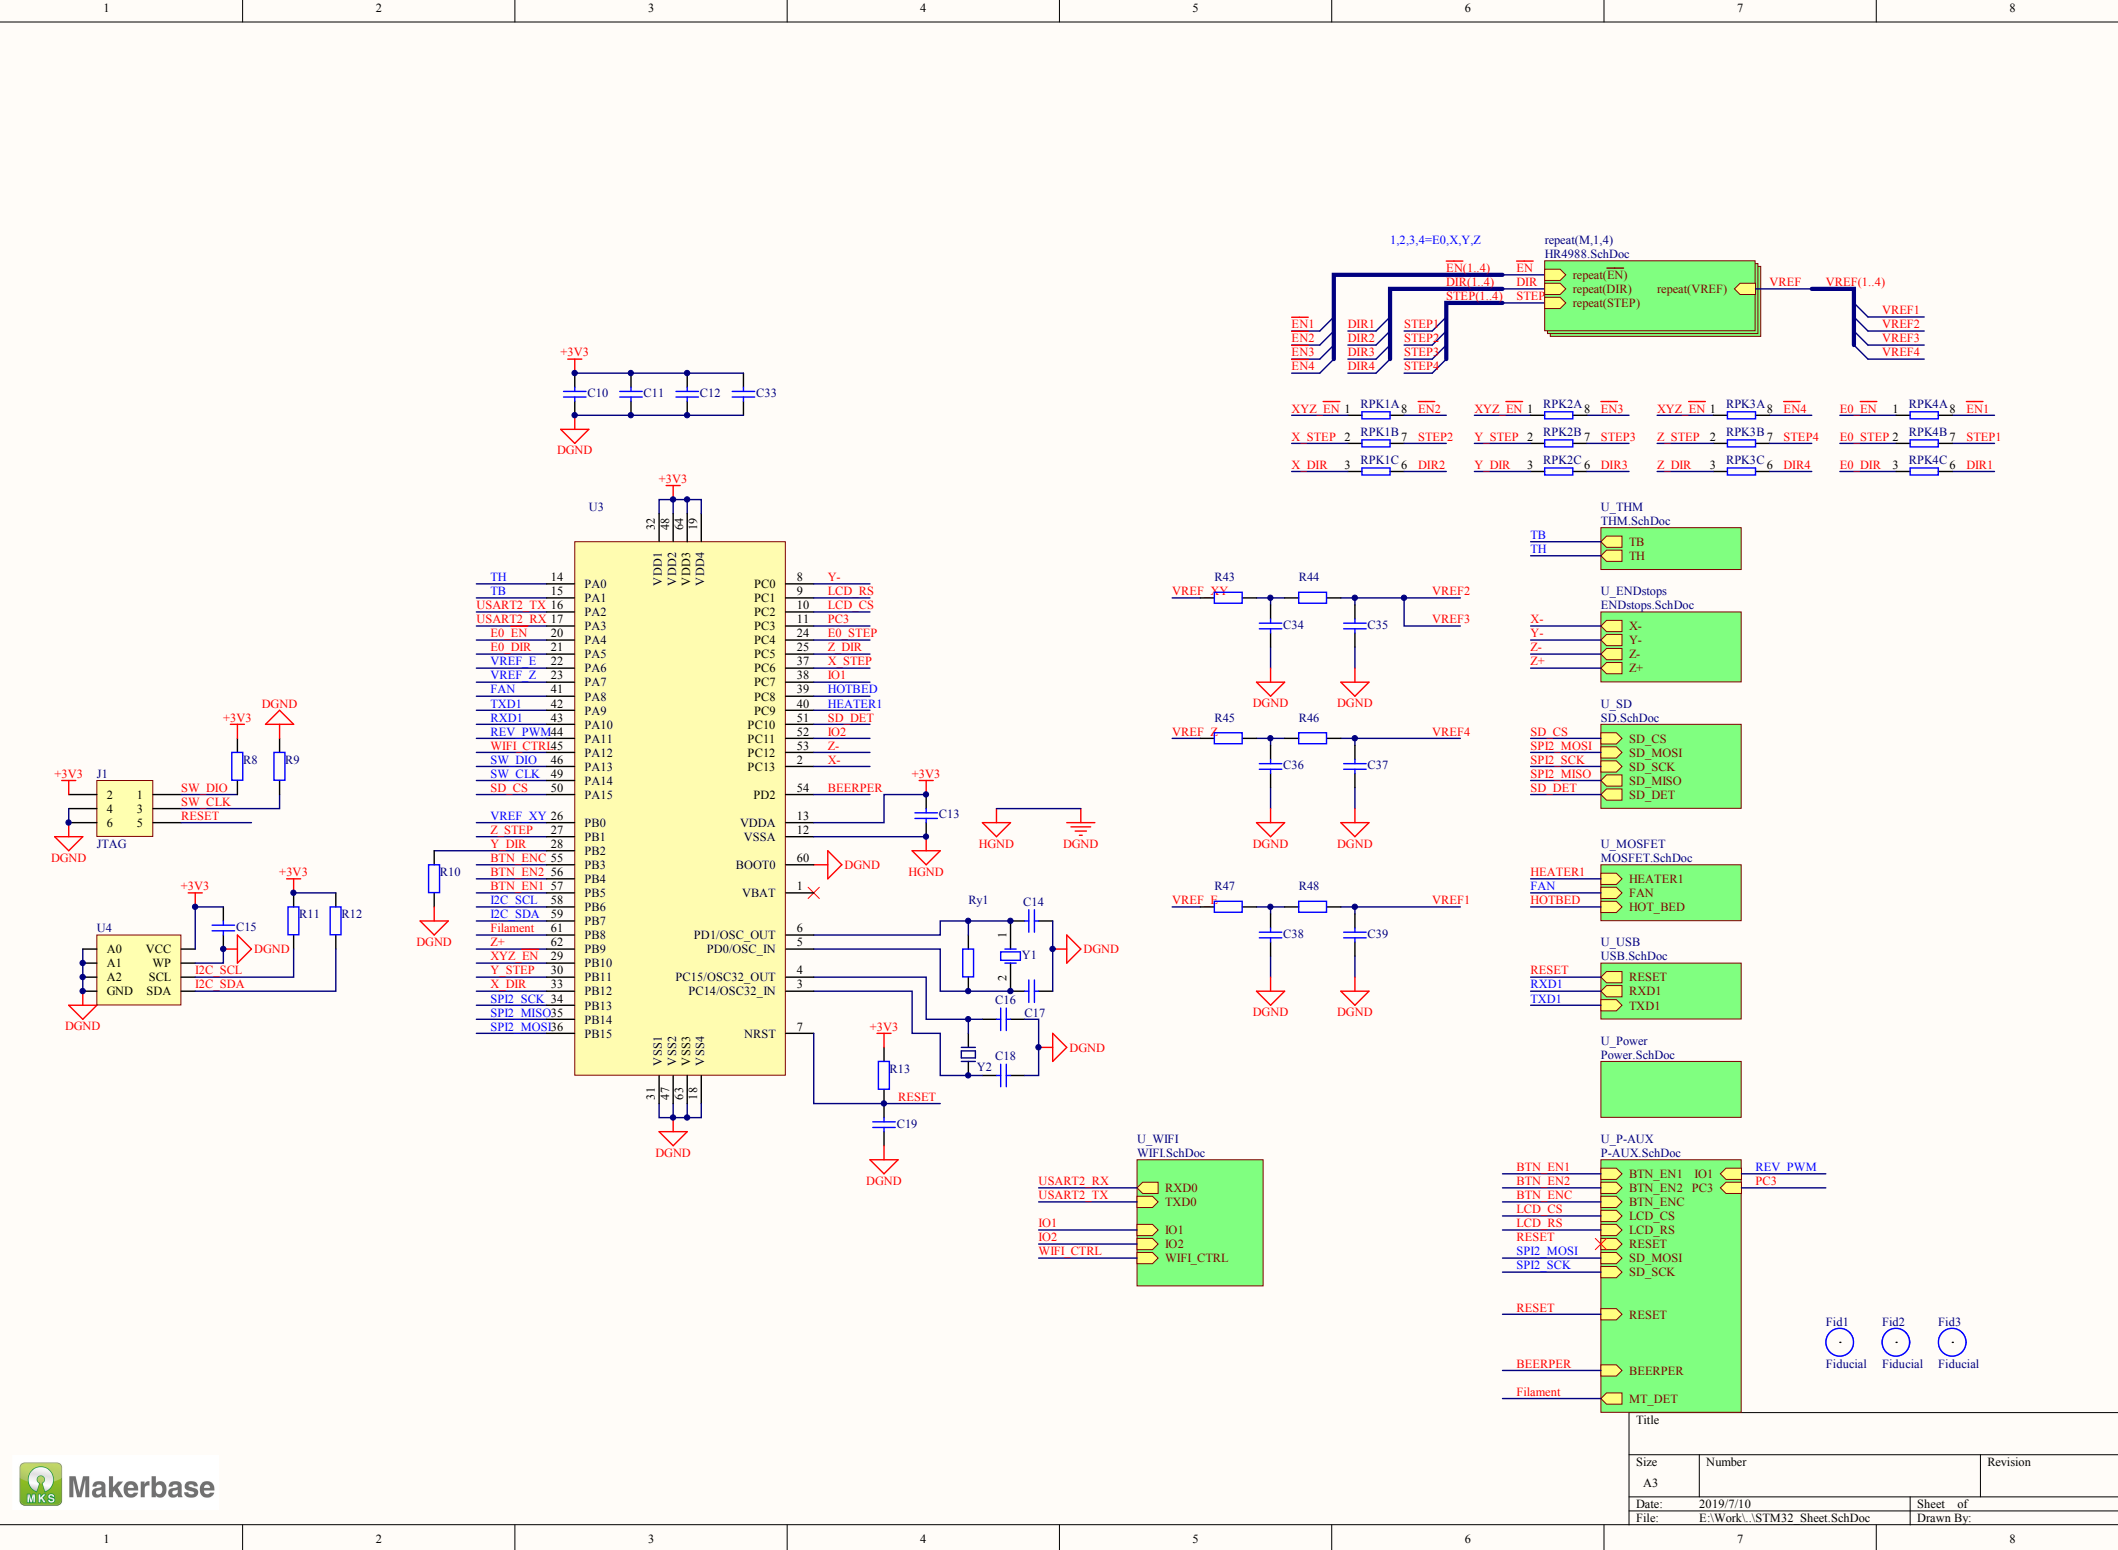 1 2 3 4 5 6 7 8
1,2,3,4=E0,X,Y,Z
repeat(M,1,4)
HR4988.SchDoc
EN(1..4) EN repeat(EN)
DIR(1..4) DIR repeat(DIR) repeat(VREF) VREF VREF(1..4)
STEP(1..4) STEP repeat(STEP)
EN1 DIR1 STEP1 VREF1
EN2 DIR2 STEP2 VREF2
EN3 DIR3 STEP3 VREF3
EN4 DIR4 STEP4 VREF4
+3V3
C10 C11 C12 C33
DGND
XYZ_EN 1 RPK1A 8 EN2 XYZ_EN 1 RPK2A 8 EN3 XYZ_EN 1 RPK3A 8 EN4 E0_EN 1 RPK4A 8 EN1
X_STEP 2 RPK1B 7 STEP2 Y_STEP 2 RPK2B 7 STEP3 Z_STEP 2 RPK3B 7 STEP4 E0_STEP 2 RPK4B 7 STEP1
X_DIR 3 RPK1C 6 DIR2 Y_DIR 3 RPK2C 6 DIR3 Z_DIR 3 RPK3C 6 DIR4 E0_DIR 3 RPK4C 6 DIR1
+3V3
U3
32 48 64 19
VDD1 VDD2 VDD3 VDD4
TH 14 PA0 PC0 8 Y-
TB 15 PA1 PC1 9 LCD_RS
USART2_TX 16 PA2 PC2 10 LCD_CS
USART2_RX 17 PA3 PC3 11 PC3
E0_EN 20 PA4 PC4 24 E0_STEP
E0_DIR 21 PA5 PC5 25 Z_DIR
VREF_E 22 PA6 PC6 37 X_STEP
VREF_Z 23 PA7 PC7 38 IO1
FAN 41 PA8 PC8 39 HOTBED
TXD1 42 PA9 PC9 40 HEATER1
RXD1 43 PA10 PC10 51 SD_DET
REV_PWM 44 PA11 PC11 52 IO2
WIFI_CTRL 45 PA12 PC12 53 Z-
SW_DIO 46 PA13 PC13 2 X-
SW_CLK 49 PA14
SD_CS 50 PA15 PD2 54 BEERPER
VREF_XY 26 PB0 VDDA 13
Z_STEP 27 PB1 VSSA 12
Y_DIR 28 PB2
BTN_ENC 55 PB3 BOOT0 60 DGND
BTN_EN2 56 PB4
BTN_EN1 57 PB5 VBAT 1
I2C_SCL 58 PB6
I2C_SDA 59 PB7
Filament 61 PB8 PD1/OSC_OUT 6
Z+ 62 PB9 PD0/OSC_IN 5
XYZ_EN 29 PB10
Y_STEP 30 PB11 PC15/OSC32_OUT 4
X_DIR 33 PB12 PC14/OSC32_IN 3
SPI2_SCK 34 PB13
SPI2_MISO 35 PB14
SPI2_MOSI 36 PB15 NRST 7
VSS1 VSS2 VSS3 VSS4
31 47 63 18
DGND
R10
DGND
+3V3
C13
HGND
HGND DGND
Ry1 C14
1 Y1 2 DGND
C16
C17
Y2 C18 DGND
+3V3
R13
RESET
C19
DGND
DGND
+3V3
R8 R9
+3V3 J1
2 1 SW_DIO
4 3 SW_CLK
6 5 RESET
DGND JTAG
+3V3 +3V3
C15 R11 R12
U4
A0 VCC DGND
A1 WP
A2 SCL I2C_SCL
GND SDA I2C_SDA
DGND
VREF_XY R43 R44 VREF2
C34 C35 VREF3
DGND DGND
VREF_Z R45 R46 VREF4
C36 C37
DGND DGND
VREF_E R47 R48 VREF1
C38 C39
DGND DGND
U_THM
THM.SchDoc
TB TB
TH TH
U_ENDstops
ENDstops.SchDoc
X- X-
Y- Y-
Z- Z-
Z+ Z+
U_SD
SD.SchDoc
SD_CS SD_CS
SPI2_MOSI SD_MOSI
SPI2_SCK SD_SCK
SPI2_MISO SD_MISO
SD_DET SD_DET
U_MOSFET
MOSFET.SchDoc
HEATER1 HEATER1
FAN FAN
HOTBED HOT_BED
U_USB
USB.SchDoc
RESET RESET
RXD1 RXD1
TXD1 TXD1
U_Power
Power.SchDoc
U_WIFI
WIFI.SchDoc
USART2_RX RXD0
USART2_TX TXD0
IO1 IO1
IO2 IO2
WIFI_CTRL WIFI_CTRL
U_P-AUX
P-AUX.SchDoc
BTN_EN1 BTN_EN1 IO1 REV_PWM
BTN_EN2 BTN_EN2 PC3 PC3
BTN_ENC BTN_ENC
LCD_CS LCD_CS
LCD_RS LCD_RS
RESET RESET
SPI2_MOSI SD_MOSI
SPI2_SCK SD_SCK
RESET RESET
BEERPER BEERPER
Filament MT_DET
Fid1 Fid2 Fid3
Fiducial Fiducial Fiducial
MKS Makerbase
Title
Size Number Revision
A3
Date: 2019/7/10 Sheet of
File: E:\Work\..\STM32_Sheet.SchDoc Drawn By:
1 2 3 4 5 6 7 8